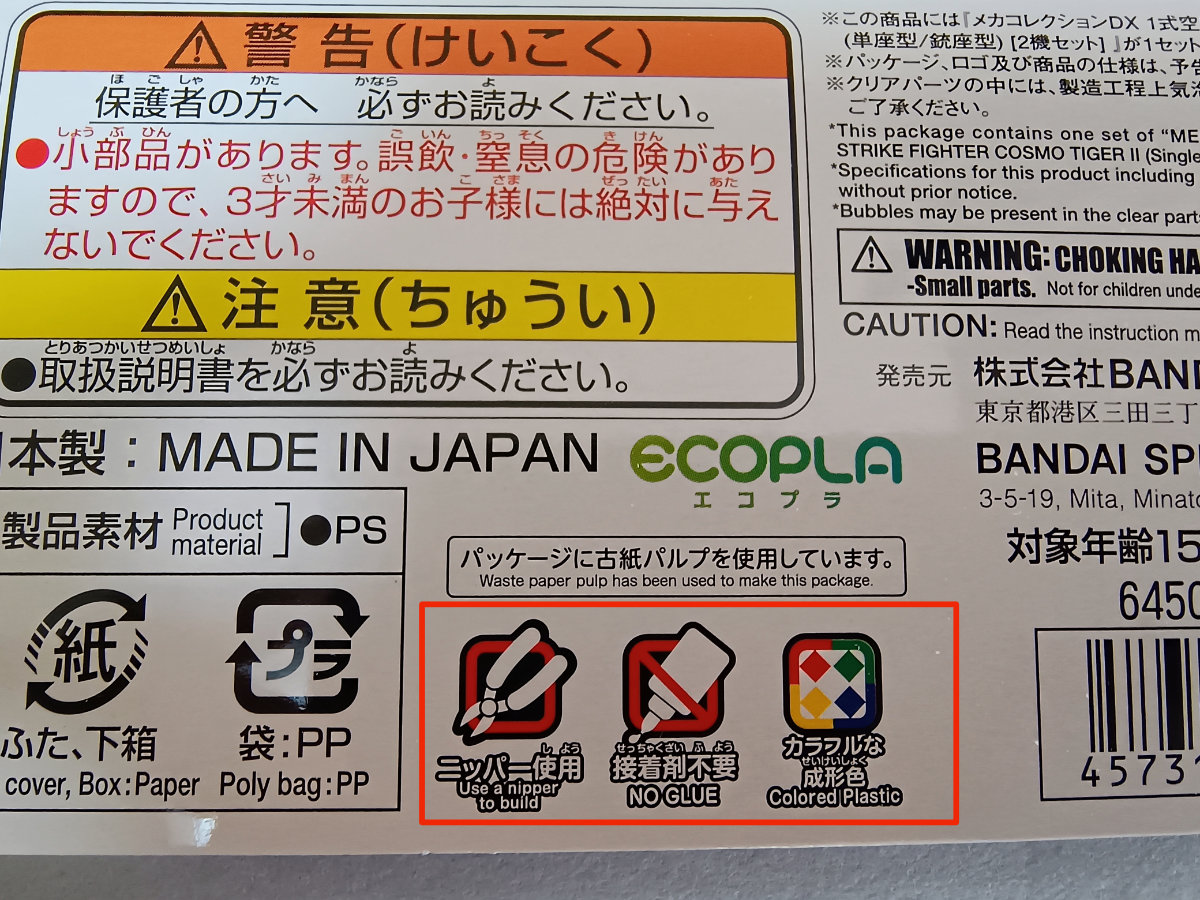 警告(けいこく)
保護者の方へ 必ずお読みください。
●小部品があります。誤飲・窒息の危険があり
ますので、3才未満のお子様には絶対に与え
ないでください。
注意(ちゅうい)
●取扱説明書を必ずお読みください。
本製:MADE IN JAPAN
ECOPLA
エコプラ
製品素材 Product material ●PS
紙
ふた、下箱
cover, Box:Paper
プラ
袋:PP
Poly bag:PP
パッケージに古紙パルプを使用しています。
Waste paper pulp has been used to make this package.
ニッパー使用
Use a nipper
to build
接着剤不要
NO GLUE
カラフルな
成形色
Colored Plastic
※この商品には『メカコレクションDX 1式空
(単座型/銃座型) [2機セット] 』が1セット
※パッケージ、ロゴ及び商品の仕様は、予告
※クリアパーツの中には、製造工程上気泡
ご了承ください。
*This package contains one set of “ME
STRIKE FIGHTER COSMO TIGER II (Single
*Specifications for this product including
without prior notice.
*Bubbles may be present in the clear parts
WARNING: CHOKING HA
-Small parts. Not for children unde
CAUTION: Read the instruction m
発売元 株式会社BAND
東京都港区三田三丁
BANDAI SP
3-5-19, Mita, Minato
対象年齢15
6450
45731